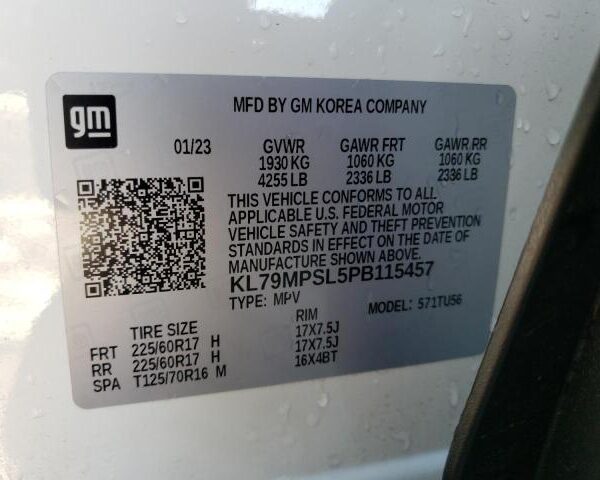 gm
MFD BY GM KOREA COMPANY
01/23 GVWR GAWR FRT GAWR RR
1930 KG 1060 KG 1060 KG
4255 LB 2336 LB 2336 LB
THIS VEHICLE CONFORMS TO ALL
APPLICABLE U.S. FEDERAL MOTOR
VEHICLE SAFETY AND THEFT PREVENTION
STANDARDS IN EFFECT ON THE DATE OF
MANUFACTURE SHOWN ABOVE.
KL79MPSL5PB115457
TYPE: MPV MODEL: 571TU56
TIRE SIZE RIM
FRT 225/60R17 H 17X7.5J
RR 225/60R17 H 17X7.5J
SPA T125/70R16 M 16X4BT